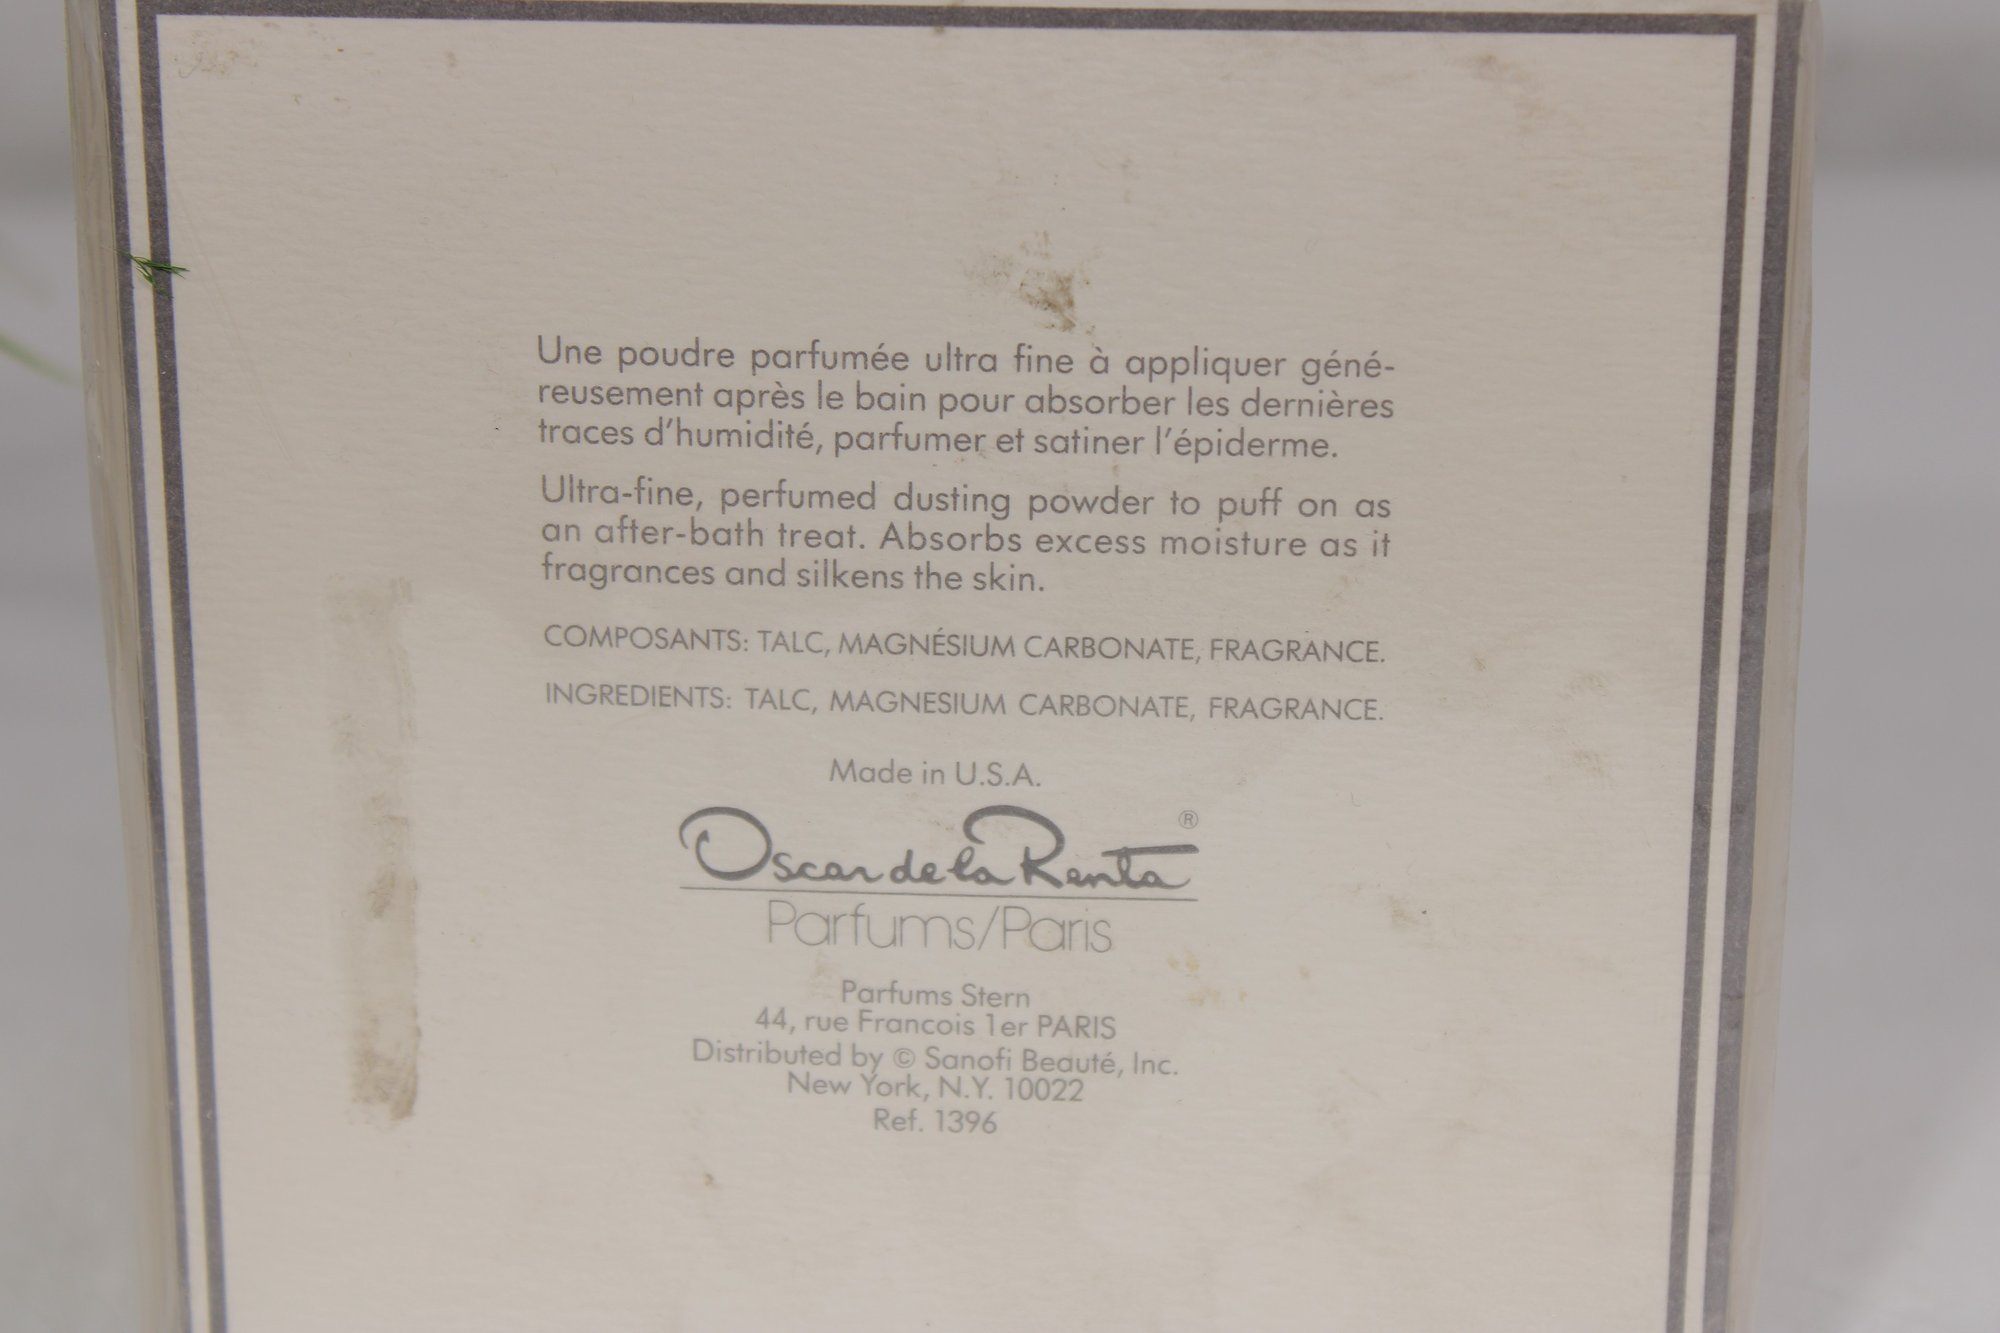 Une poudre parfumée ultra fine à appliquer géné-
reusement après le bain pour absorber les dernières
traces d'humidité, parfumer et satiner l'épiderme.
Ultra-fine, perfumed dusting powder to puff on as
an after-bath treat. Absorbs excess moisture as it
fragrances and silkens the skin.
COMPOSANTS: TALC, MAGNÉSIUM CARBONATE, FRAGRANCE.
INGREDIENTS: TALC, MAGNESIUM CARBONATE, FRAGRANCE.
Made in U.S.A.
Oscar de la Renta ®
Parfums/Paris
Parfums Stern
44, rue Francois 1er PARIS
Distributed by © Sanofi Beauté, Inc.
New York, N.Y. 10022
Ref. 1396